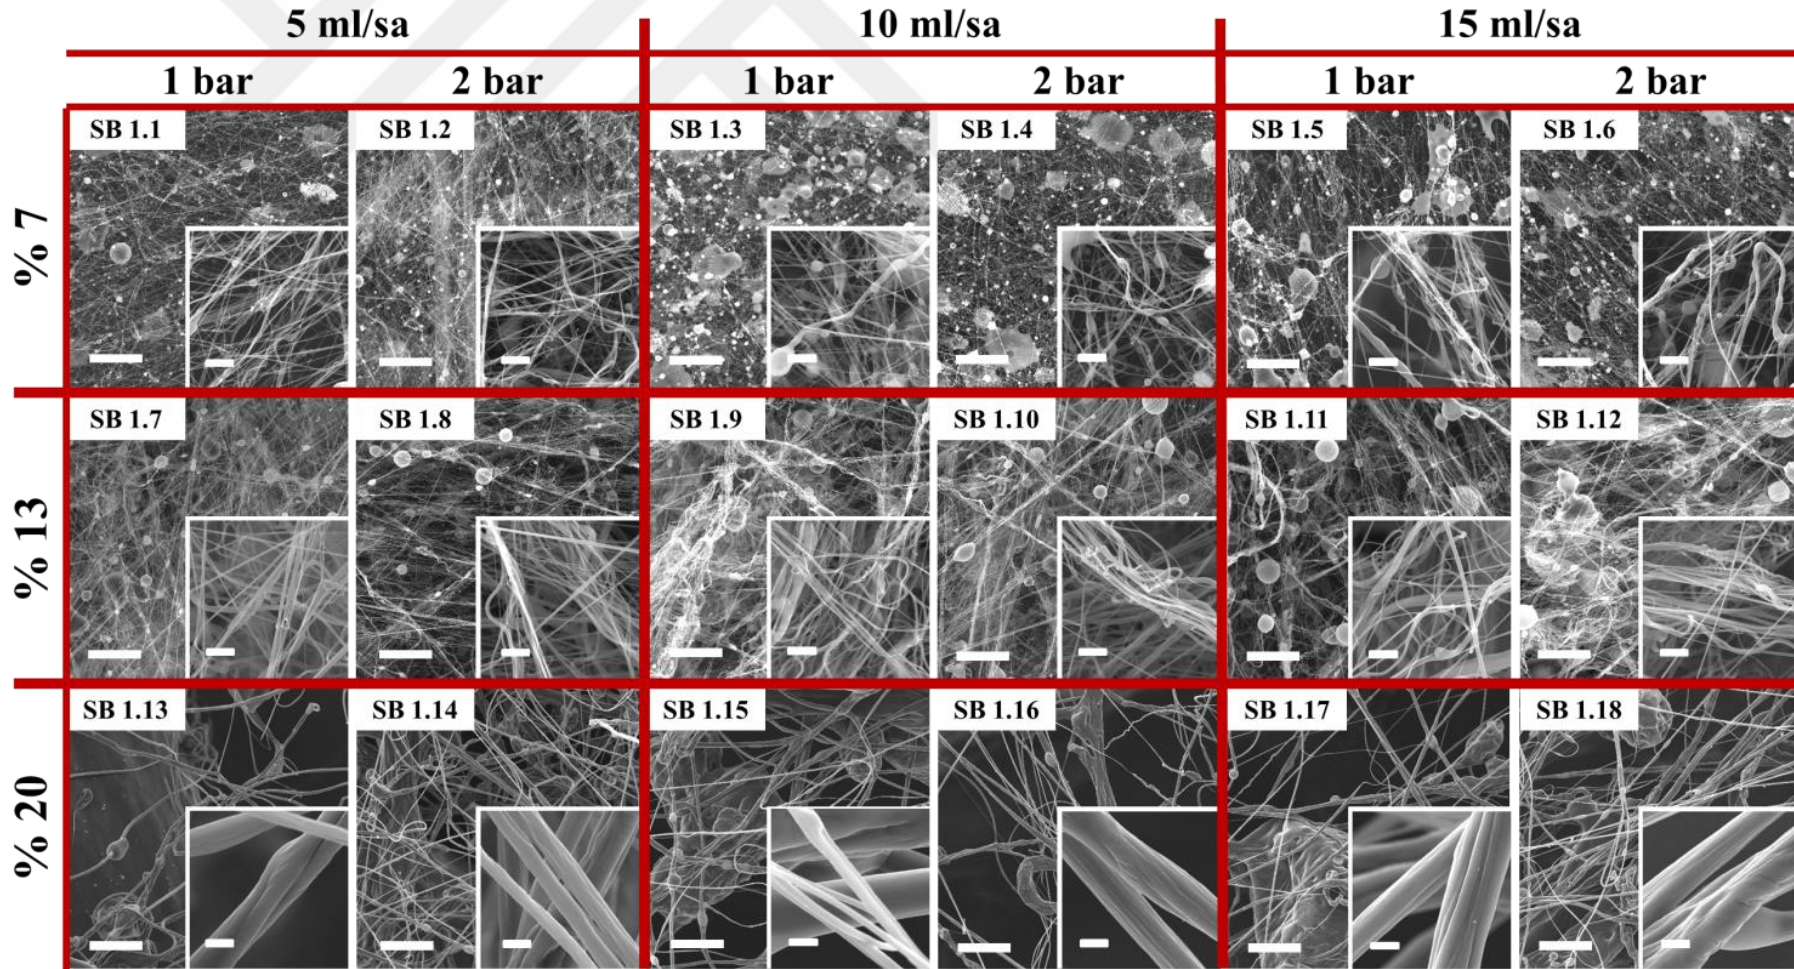 5 ml/sa 10 ml/sa 15 ml/sa
1 bar 2 bar 1 bar 2 bar 1 bar 2 bar
% 7
SB 1.1 SB 1.2 SB 1.3 SB 1.4 SB 1.5 SB 1.6
% 13
SB 1.7 SB 1.8 SB 1.9 SB 1.10 SB 1.11 SB 1.12
% 20
SB 1.13 SB 1.14 SB 1.15 SB 1.16 SB 1.17 SB 1.18